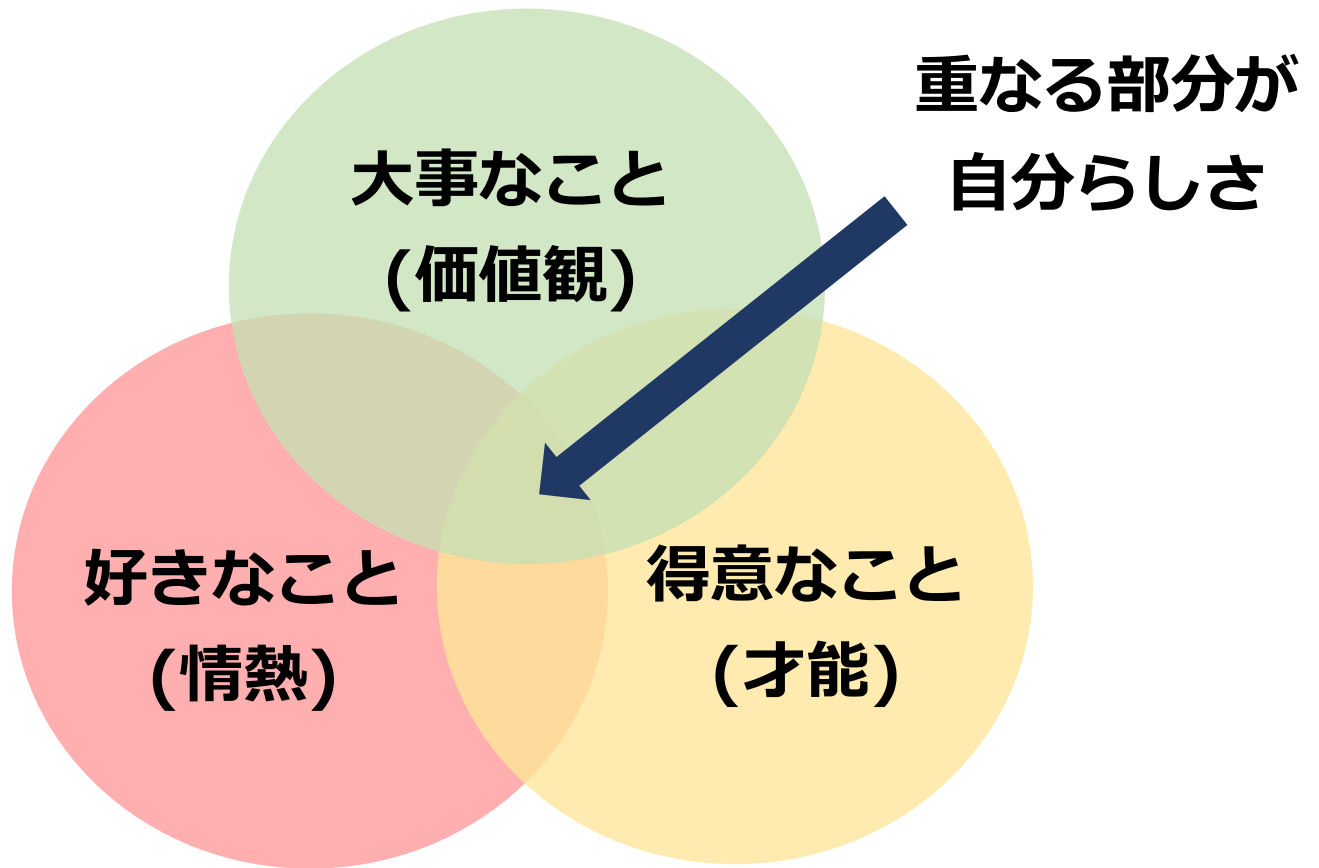 重なる部分が
自分らしさ
大事なこと
(価値観)
好きなこと
(情熱)
得意なこと
(才能)